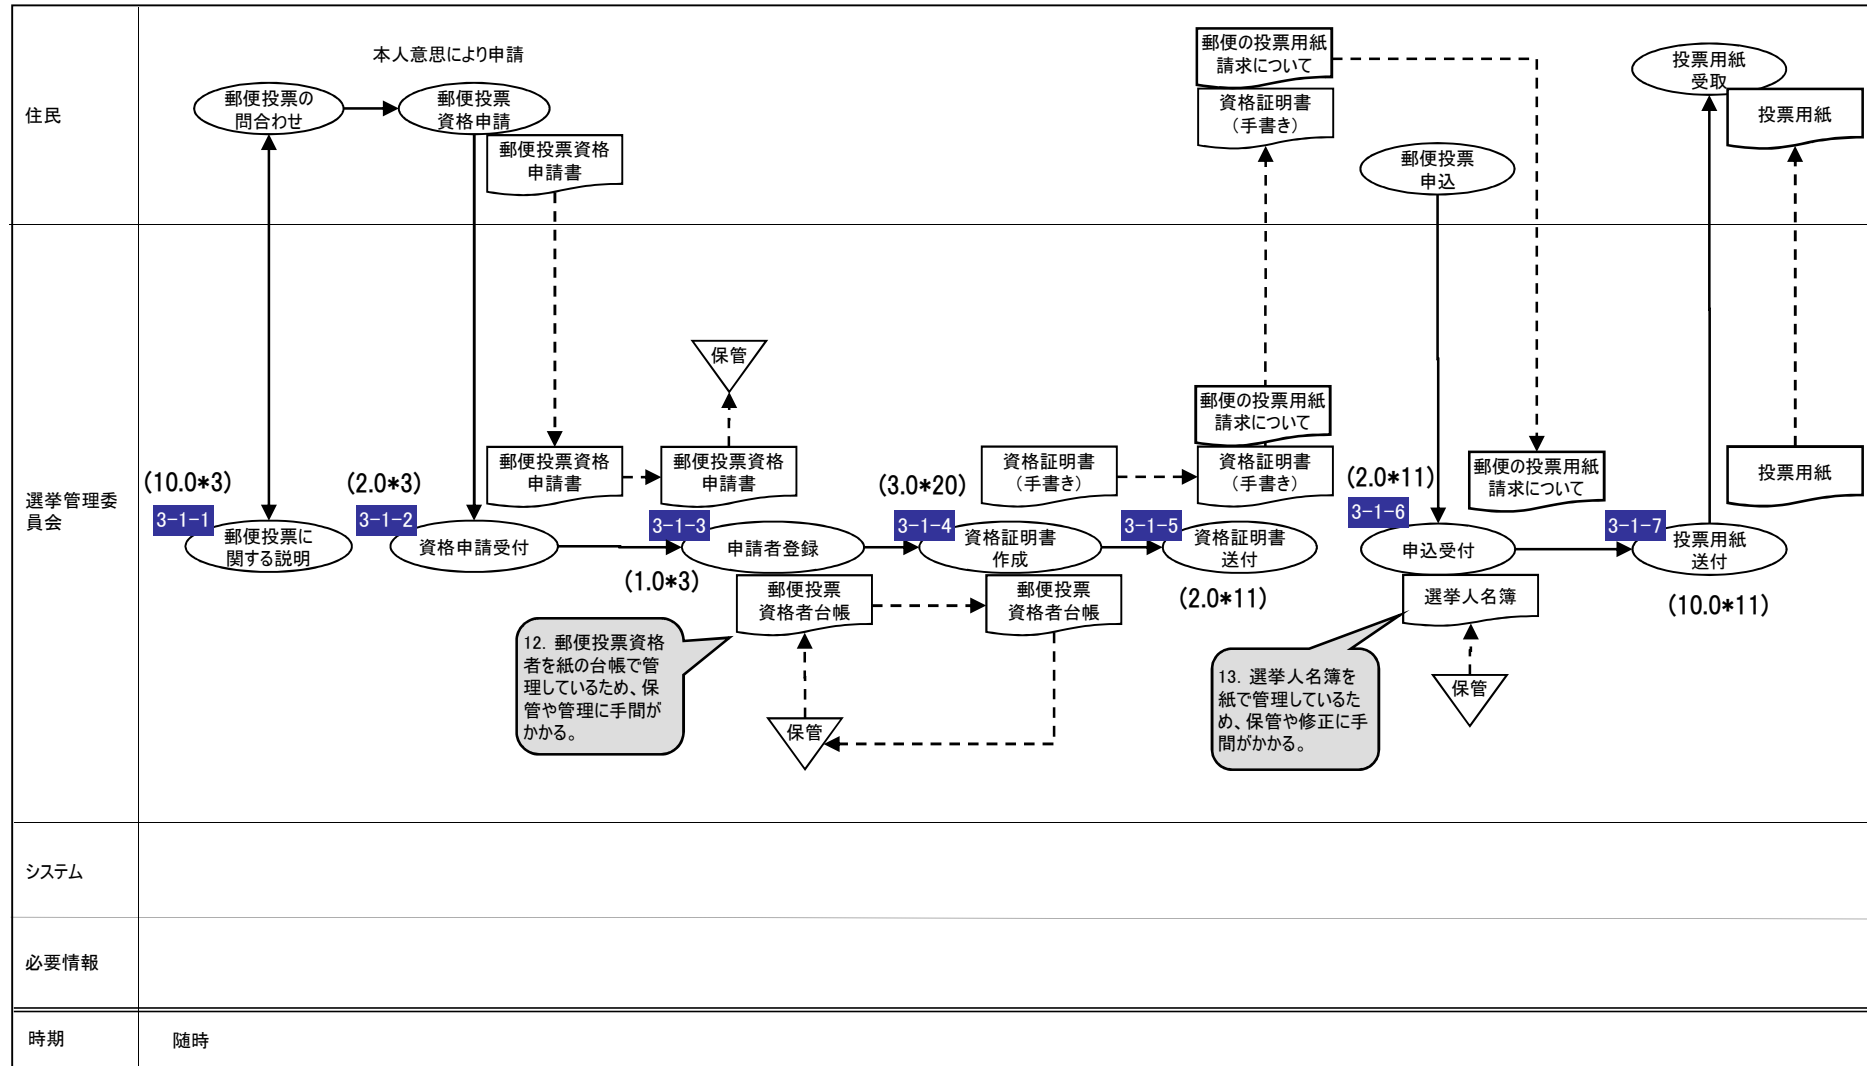 住民
本人意思により申請
郵便投票の
問合わせ
郵便投票
資格申請
郵便投票資格
申請書
郵便の投票用紙
請求について
資格証明書
（手書き）
郵便投票
申込
投票用紙
受取
投票用紙
選挙管理委
員会
(10.0*3)
3-1-1
郵便投票に
関する説明
(2.0*3)
3-1-2
資格申請受付
郵便投票資格
申請書
郵便投票資格
申請書
保管
3-1-3
申請者登録
(1.0*3)
郵便投票
資格者台帳
12. 郵便投票資格
者を紙の台帳で管
理しているため、保
管や管理に手間が
かかる。
保管
(3.0*20)
3-1-4
資格証明書
作成
郵便投票
資格者台帳
資格証明書
（手書き）
郵便の投票用紙
請求について
資格証明書
（手書き）
3-1-5
資格証明書
送付
(2.0*11)
(2.0*11)
3-1-6
申込受付
選挙人名簿
13. 選挙人名簿を
紙で管理しているた
め、保管や修正に手
間がかかる。
保管
郵便の投票用紙
請求について
3-1-7
投票用紙
送付
(10.0*11)
投票用紙
システム
必要情報
時期
随時